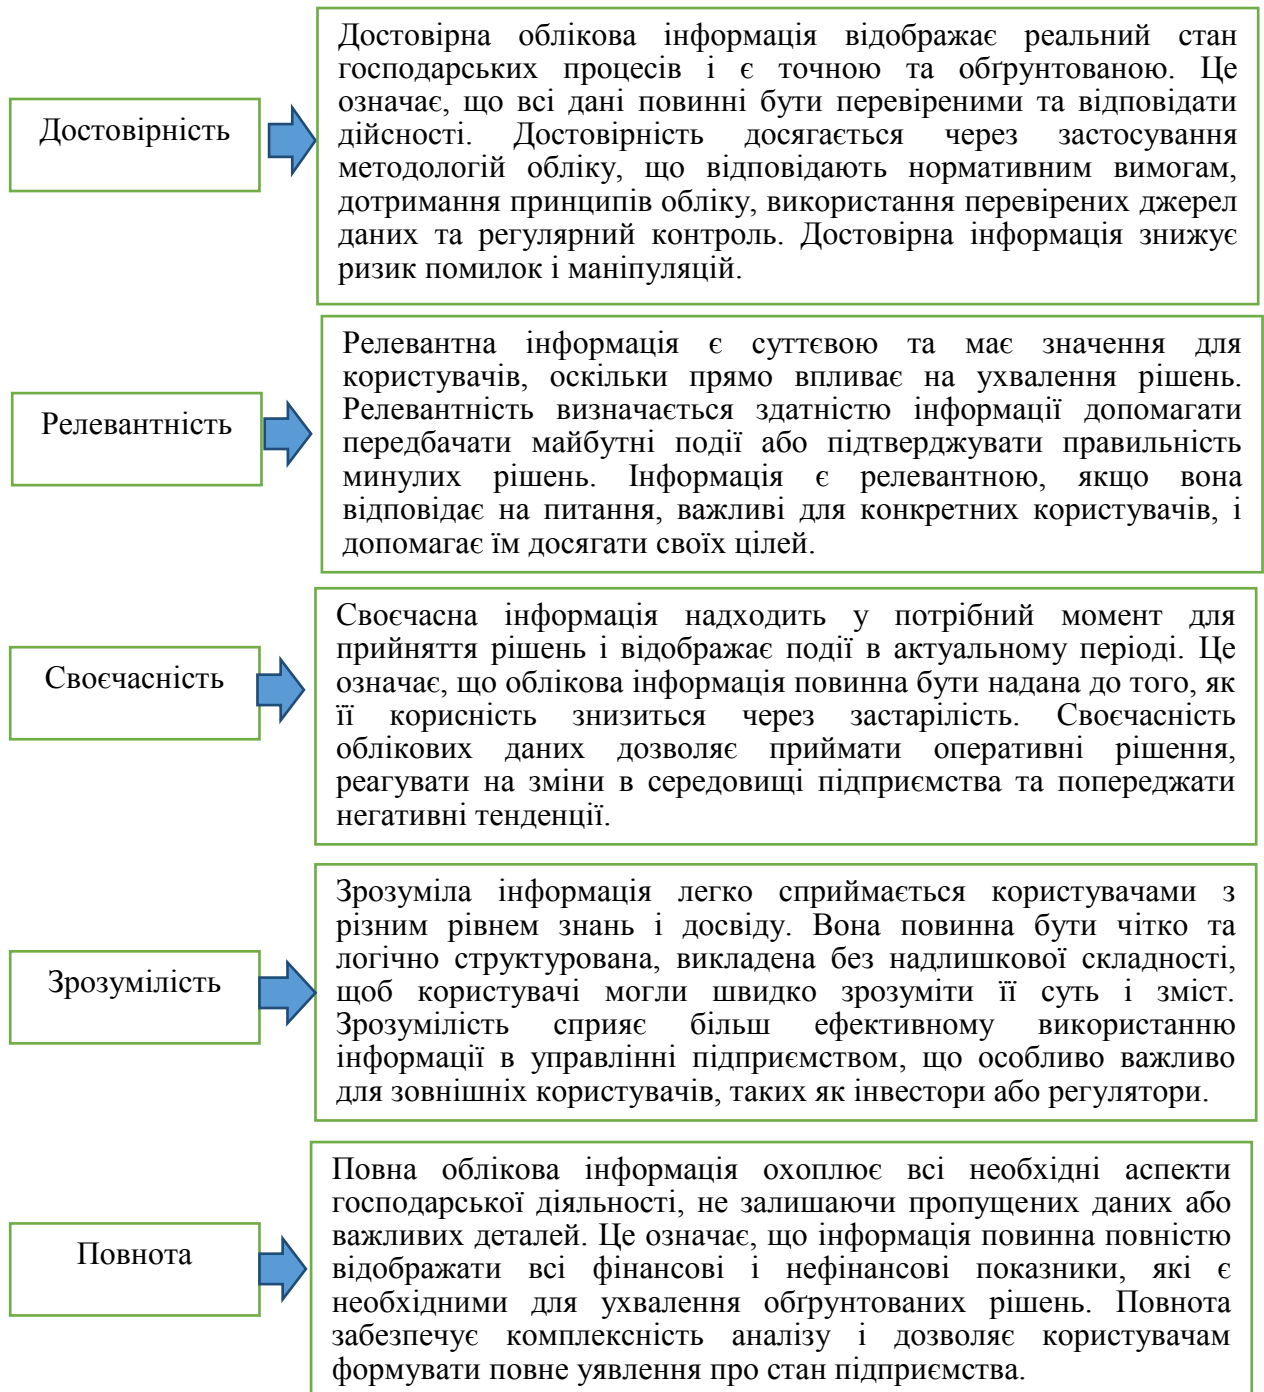 Достовірність
Достовірна облікова інформація відображає реальний стан
господарських процесів і є точною та обґрунтованою. Це
означає, що всі дані повинні бути перевіреними та відповідати
дійсності. Достовірність досягається через застосування
методологій обліку, що відповідають нормативним вимогам,
дотримання принципів обліку, використання перевірених джерел
даних та регулярний контроль. Достовірна інформація знижує
ризик помилок і маніпуляцій.
Релевантність
Релевантна інформація є суттєвою та має значення для
користувачів, оскільки прямо впливає на ухвалення рішень.
Релевантність визначається здатністю інформації допомагати
передбачати майбутні події або підтверджувати правильність
минулих рішень. Інформація є релевантною, якщо вона
відповідає на питання, важливі для конкретних користувачів, і
допомагає їм досягати своїх цілей.
Своєчасність
Своєчасна інформація надходить у потрібний момент для
прийняття рішень і відображає події в актуальному періоді. Це
означає, що облікова інформація повинна бути надана до того, як
її корисність знизиться через застарілість. Своєчасність
облікових даних дозволяє приймати оперативні рішення,
реагувати на зміни в середовищі підприємства та попереджати
негативні тенденції.
Зрозумілість
Зрозуміла інформація легко сприймається користувачами з
різним рівнем знань і досвіду. Вона повинна бути чітко та
логічно структурована, викладена без надлишкової складності,
щоб користувачі могли швидко зрозуміти її суть і зміст.
Зрозумілість сприяє більш ефективному використанню
інформації в управлінні підприємством, що особливо важливо
для зовнішніх користувачів, таких як інвестори або регулятори.
Повнота
Повна облікова інформація охоплює всі необхідні аспекти
господарської діяльності, не залишаючи пропущених даних або
важливих деталей. Це означає, що інформація повинна повністю
відображати всі фінансові і нефінансові показники, які є
необхідними для ухвалення обґрунтованих рішень. Повнота
забезпечує комплексність аналізу і дозволяє користувачам
формувати повне уявлення про стан підприємства.